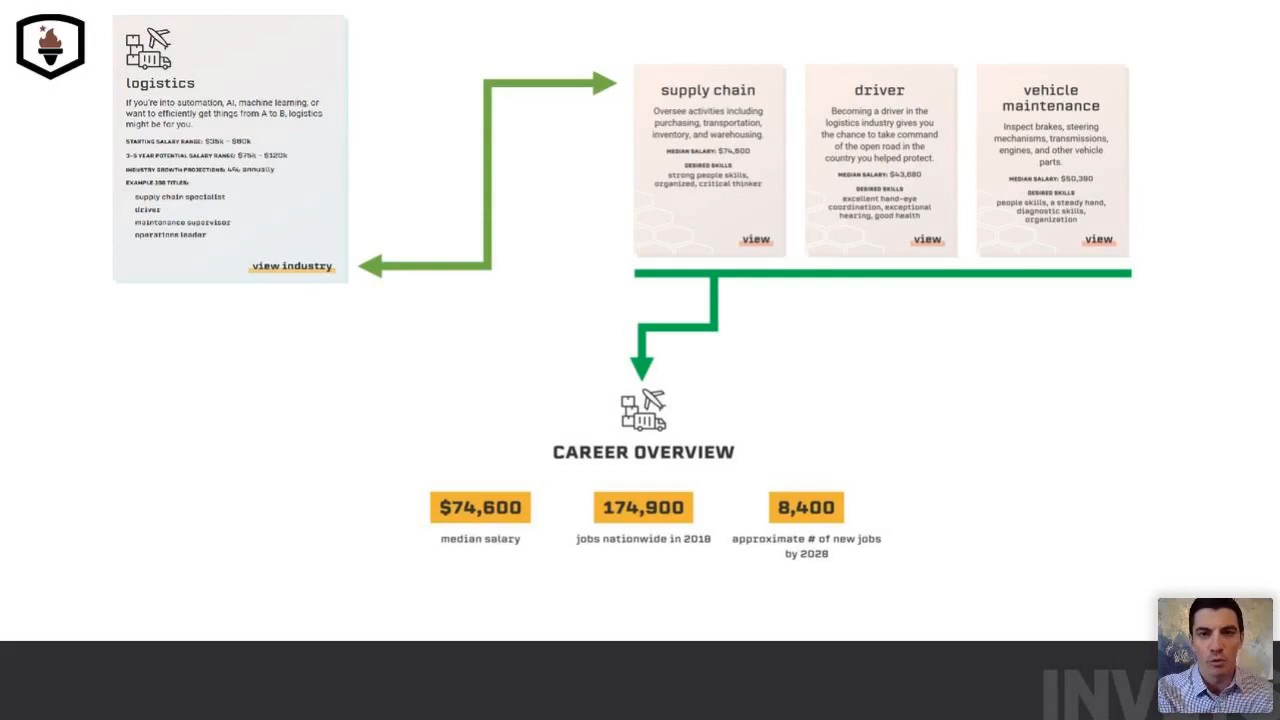 logistics
If you're into automation, AI, machine learning, or
want to efficiently get things from A to B, logistics
might be for you.
STARTING SALARY RANGE: $35k - $80k
3-5 YEAR POTENTIAL SALARY RANGE: $75k - $120k
INDUSTRY GROWTH PROJECTIONS: 4% annually
EXAMPLE JOB TITLES:
supply chain specialist
driver
maintenance supervisor
operations leader
view industry
supply chain
Oversee activities including
purchasing, transportation,
inventory, and warehousing.
MEDIAN SALARY: $74,600
DESIRED SKILLS
strong people skills,
organized, critical thinker
view
driver
Becoming a driver in the
logistics industry gives you
the chance to take command
of the open road in the
country you helped protect.
MEDIAN SALARY: $43,680
DESIRED SKILLS
excellent hand-eye
coordination, exceptional
hearing, good health
view
vehicle
maintenance
Inspect brakes, steering
mechanisms, transmissions,
engines, and other vehicle
parts.
MEDIAN SALARY: $50,390
DESIRED SKILLS
people skills, a steady hand,
diagnostic skills,
organization
view
CAREER OVERVIEW
$74,600
median salary
174,900
jobs nationwide in 2018
8,400
approximate # of new jobs
by 2028
INV